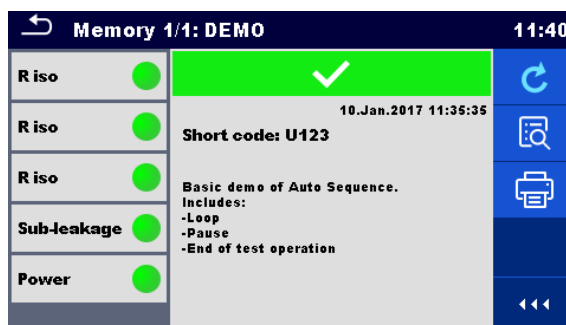 Memory 1/1: DEMO
11:40
R iso
R iso
R iso
Sub-leakage
Power
10.Jan.2017 11:35:35
Short code: U123
Basic demo of Auto Sequence.
Includes:
-Loop
-Pause
-End of test operation